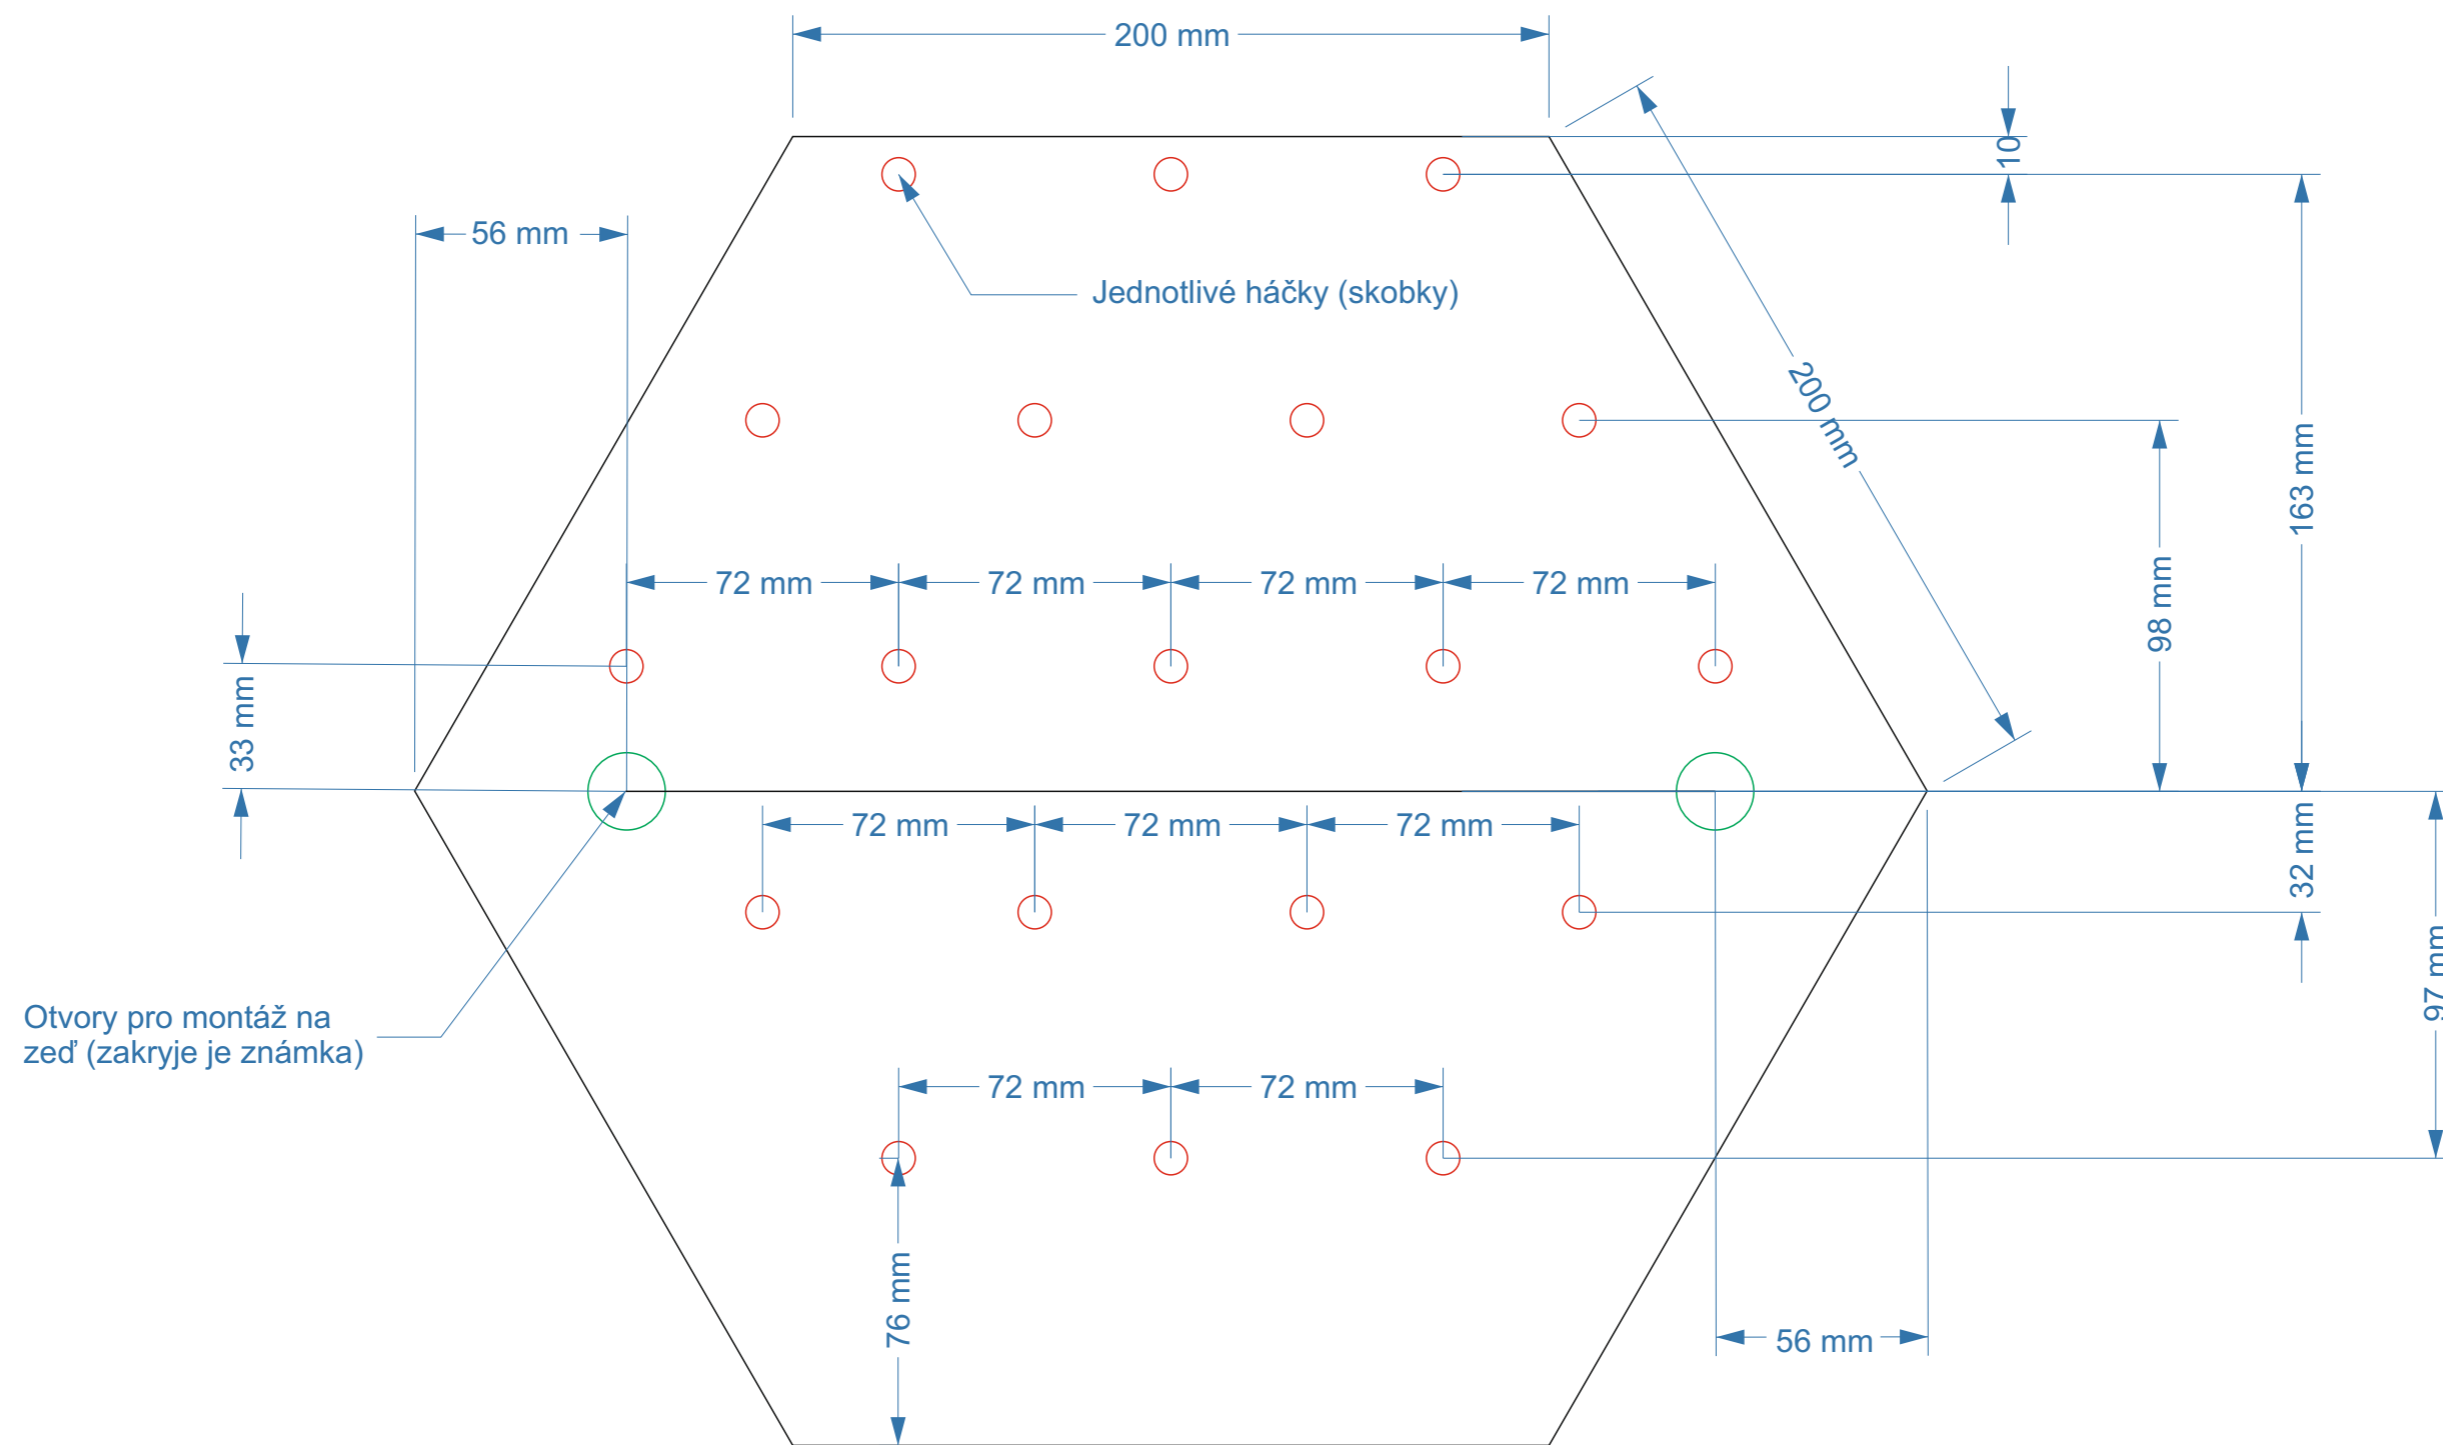 200 mm
10
56 mm
Jednotlivé háčky (skobky)
200 mm
163 mm
72 mm
72 mm
72 mm
72 mm
98 mm
33 mm
72 mm
72 mm
72 mm
32 mm
97 mm
Otvory pro montáž na
zeď (zakryje je známka)
72 mm
72 mm
76 mm
56 mm